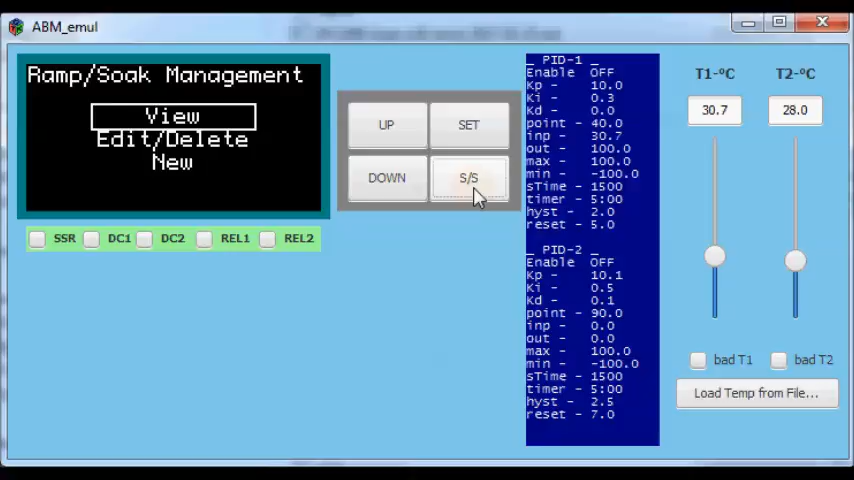 ABM_emul
Ramp/Soak Management
View
Edit/Delete
New
SSR DC1 DC2 REL1 REL2
UP SET
DOWN S/S
_ PID-1 _
Enable OFF
Kp - 10.0
Ki - 0.3
Kd - 0.0
point - 40.0
inp - 30.7
out - 100.0
max - 100.0
min - -100.0
sTime - 1500
timer - 5:00
hyst - 2.0
reset - 5.0
_ PID-2 _
Enable OFF
Kp - 10.1
Ki - 0.5
Kd - 0.1
point - 90.0
inp - 0.0
out - 0.0
max - 100.0
min - -100.0
sTime - 1500
timer - 5:00
hyst - 2.5
reset - 7.0
T1-ºC T2-ºC
30.7 28.0
bad T1 bad T2
Load Temp from File...